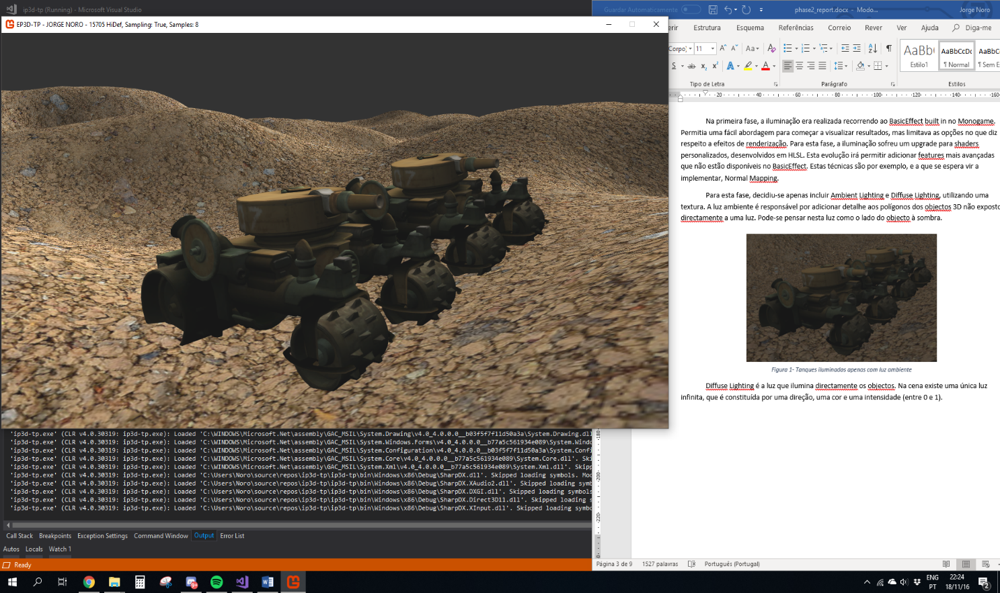 ip3d-tp (Running) - Microsoft Visual Studio
EP3D-TP - JORGE NORO - 15705 HiDef, Sampling: True, Samples: 8
Guardar Automaticamente
phase2_report.docx - Modo...
Jorge Noro
Estrutura Esquema Referências Correio Rever Ver Ajuda Diga-me
Corpo) 11 Aa
AaBb( AaBbCcDc AaBbCc
Estilo1 ¶ Normal ¶ Sem E
Tipo de Letra Parágrafo Estilos
20 40 60 80 100 120 140 160
Na primeira fase, a iluminação era realizada recorrendo ao BasicEffect built in no Monogame.
Permitia uma fácil abordagem para começar a visualizar resultados, mas limitava as opções no que diz
respeito a efeitos de renderização. Para esta fase, a iluminação sofreu um upgrade para shaders
personalizados, desenvolvidos em HLSL. Esta evolução irá permitir adicionar features mais avançadas
que não estão disponíveis no BasicEffect. Estas técnicas são por exemplo, e a que se espera vir a
implementar, Normal Mapping.
Para esta fase, decidiu-se apenas incluir Ambient Lighting e Diffuse Lighting, utilizando uma
textura. A luz ambiente é responsável por adicionar detalhe aos polígonos dos objectos 3D não exposto
directamente a uma luz. Pode-se pensar nesta luz como o lado do objecto à sombra.
Figura 1- Tanques iluminados apenas com luz ambiente
Diffuse Lighting é a luz que ilumina directamente os objectos. Na cena existe uma única luz
infinita, que é constituída por uma direção, uma cor e uma intensidade (entre 0 e 1).
'ip3d-tp.exe' (CLR v4.0.30319: ip3d-tp.exe): Loaded 'C:\WINDOWS\Microsoft.Net\assembly\GAC_MSIL\System.Drawing\v4.0_4.0.0.0__b03f5f7f11d50a3a\System.Drawing.dll
'ip3d-tp.exe' (CLR v4.0.30319: ip3d-tp.exe): Loaded 'C:\WINDOWS\Microsoft.Net\assembly\GAC_MSIL\System.Windows.Forms\v4.0_4.0.0.0__b77a5c561934e089\System.Windo
'ip3d-tp.exe' (CLR v4.0.30319: ip3d-tp.exe): Loaded 'C:\WINDOWS\Microsoft.Net\assembly\GAC_MSIL\System.Configuration\v4.0_4.0.0.0__b03f5f7f11d50a3a\System.Confi
'ip3d-tp.exe' (CLR v4.0.30319: ip3d-tp.exe): Loaded 'C:\WINDOWS\Microsoft.Net\assembly\GAC_MSIL\System.Core\v4.0_4.0.0.0__b77a5c561934e089\System.Core.dll'. Ski
'ip3d-tp.exe' (CLR v4.0.30319: ip3d-tp.exe): Loaded 'C:\WINDOWS\Microsoft.Net\assembly\GAC_MSIL\System.Xml\v4.0_4.0.0.0__b77a5c561934e089\System.Xml.dll'. Skipp
'ip3d-tp.exe' (CLR v4.0.30319: ip3d-tp.exe): Loaded 'C:\Users\Noro\source\repos\ip3d-tp\ip3d-tp\bin\Windows\x86\Debug\SharpDX.dll'. Skipped loading symbols. Mod
'ip3d-tp.exe' (CLR v4.0.30319: ip3d-tp.exe): Loaded 'C:\Users\Noro\source\repos\ip3d-tp\ip3d-tp\bin\Windows\x86\Debug\SharpDX.XAudio2.dll'. Skipped loading symb
'ip3d-tp.exe' (CLR v4.0.30319: ip3d-tp.exe): Loaded 'C:\Users\Noro\source\repos\ip3d-tp\ip3d-tp\bin\Windows\x86\Debug\SharpDX.DXGI.dll'. Skipped loading symbols
'ip3d-tp.exe' (CLR v4.0.30319: ip3d-tp.exe): Loaded 'C:\Users\Noro\source\repos\ip3d-tp\ip3d-tp\bin\Windows\x86\Debug\SharpDX.Direct3D11.dll'. Skipped loading s
'ip3d-tp.exe' (CLR v4.0.30319: ip3d-tp.exe): Loaded 'C:\Users\Noro\source\repos\ip3d-tp\ip3d-tp\bin\Windows\x86\Debug\SharpDX.XInput.dll'. Skipped loading symbo
Call Stack Breakpoints Exception Settings Command Window Output Error List
Autos Locals Watch 1
Ready
Página 3 de 9 1527 palavras Português (Portugal)
ENG 22:24
PT 18/11/16